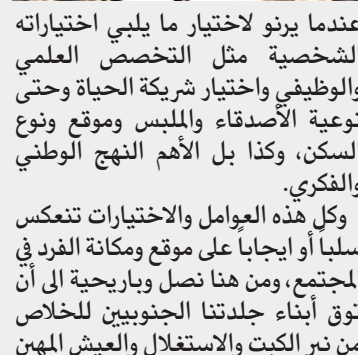 عندما يرنو لاختيار ما يلبي اختياراته
الشخصية مثل التخصص العلمي
والوظيفي واختيار شريكة الحياة وحتى
نوعية الأصدقاء والملبس وموقع ونوع
السكن، وكذا بل الأهم النهج الوطني
والفكري.
وكل هذه العوامل والاختيارات تنعكس
سلباً أو ايجاباً على موقع ومكانة الفرد في
المجتمع، ومن هنا نصل وباريحية الى أن
توق أبناء جلدتنا الجنوبيين للخلاص
من نير الكبت والاستغلال والعيش المهين